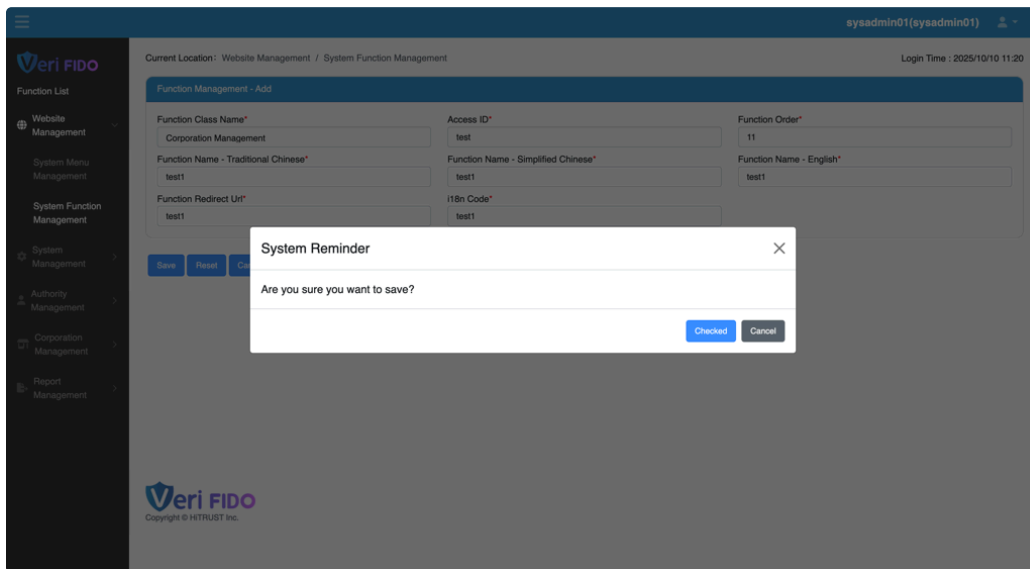 sysadmin01(sysadmin01)
Veri FIDO
Function List
Website
Management
System Menu
Management
System Function
Management
System
Management
Authority
Management
Corporation
Management
Report
Management
Current Location： Website Management / System Function Management
Login Time : 2025/10/10 11:20
Function Management - Add
Function Class Name* Access ID* Function Order*
Corporation Management test 11
Function Name - Traditional Chinese* Function Name - Simplified Chinese* Function Name - English*
test1 test1 test1
Function Redirect Url* i18n Code*
test1 test1
Save Reset Ca
System Reminder
Are you sure you want to save?
Checked Cancel
Veri FIDO
Copyright © HiTRUST Inc.